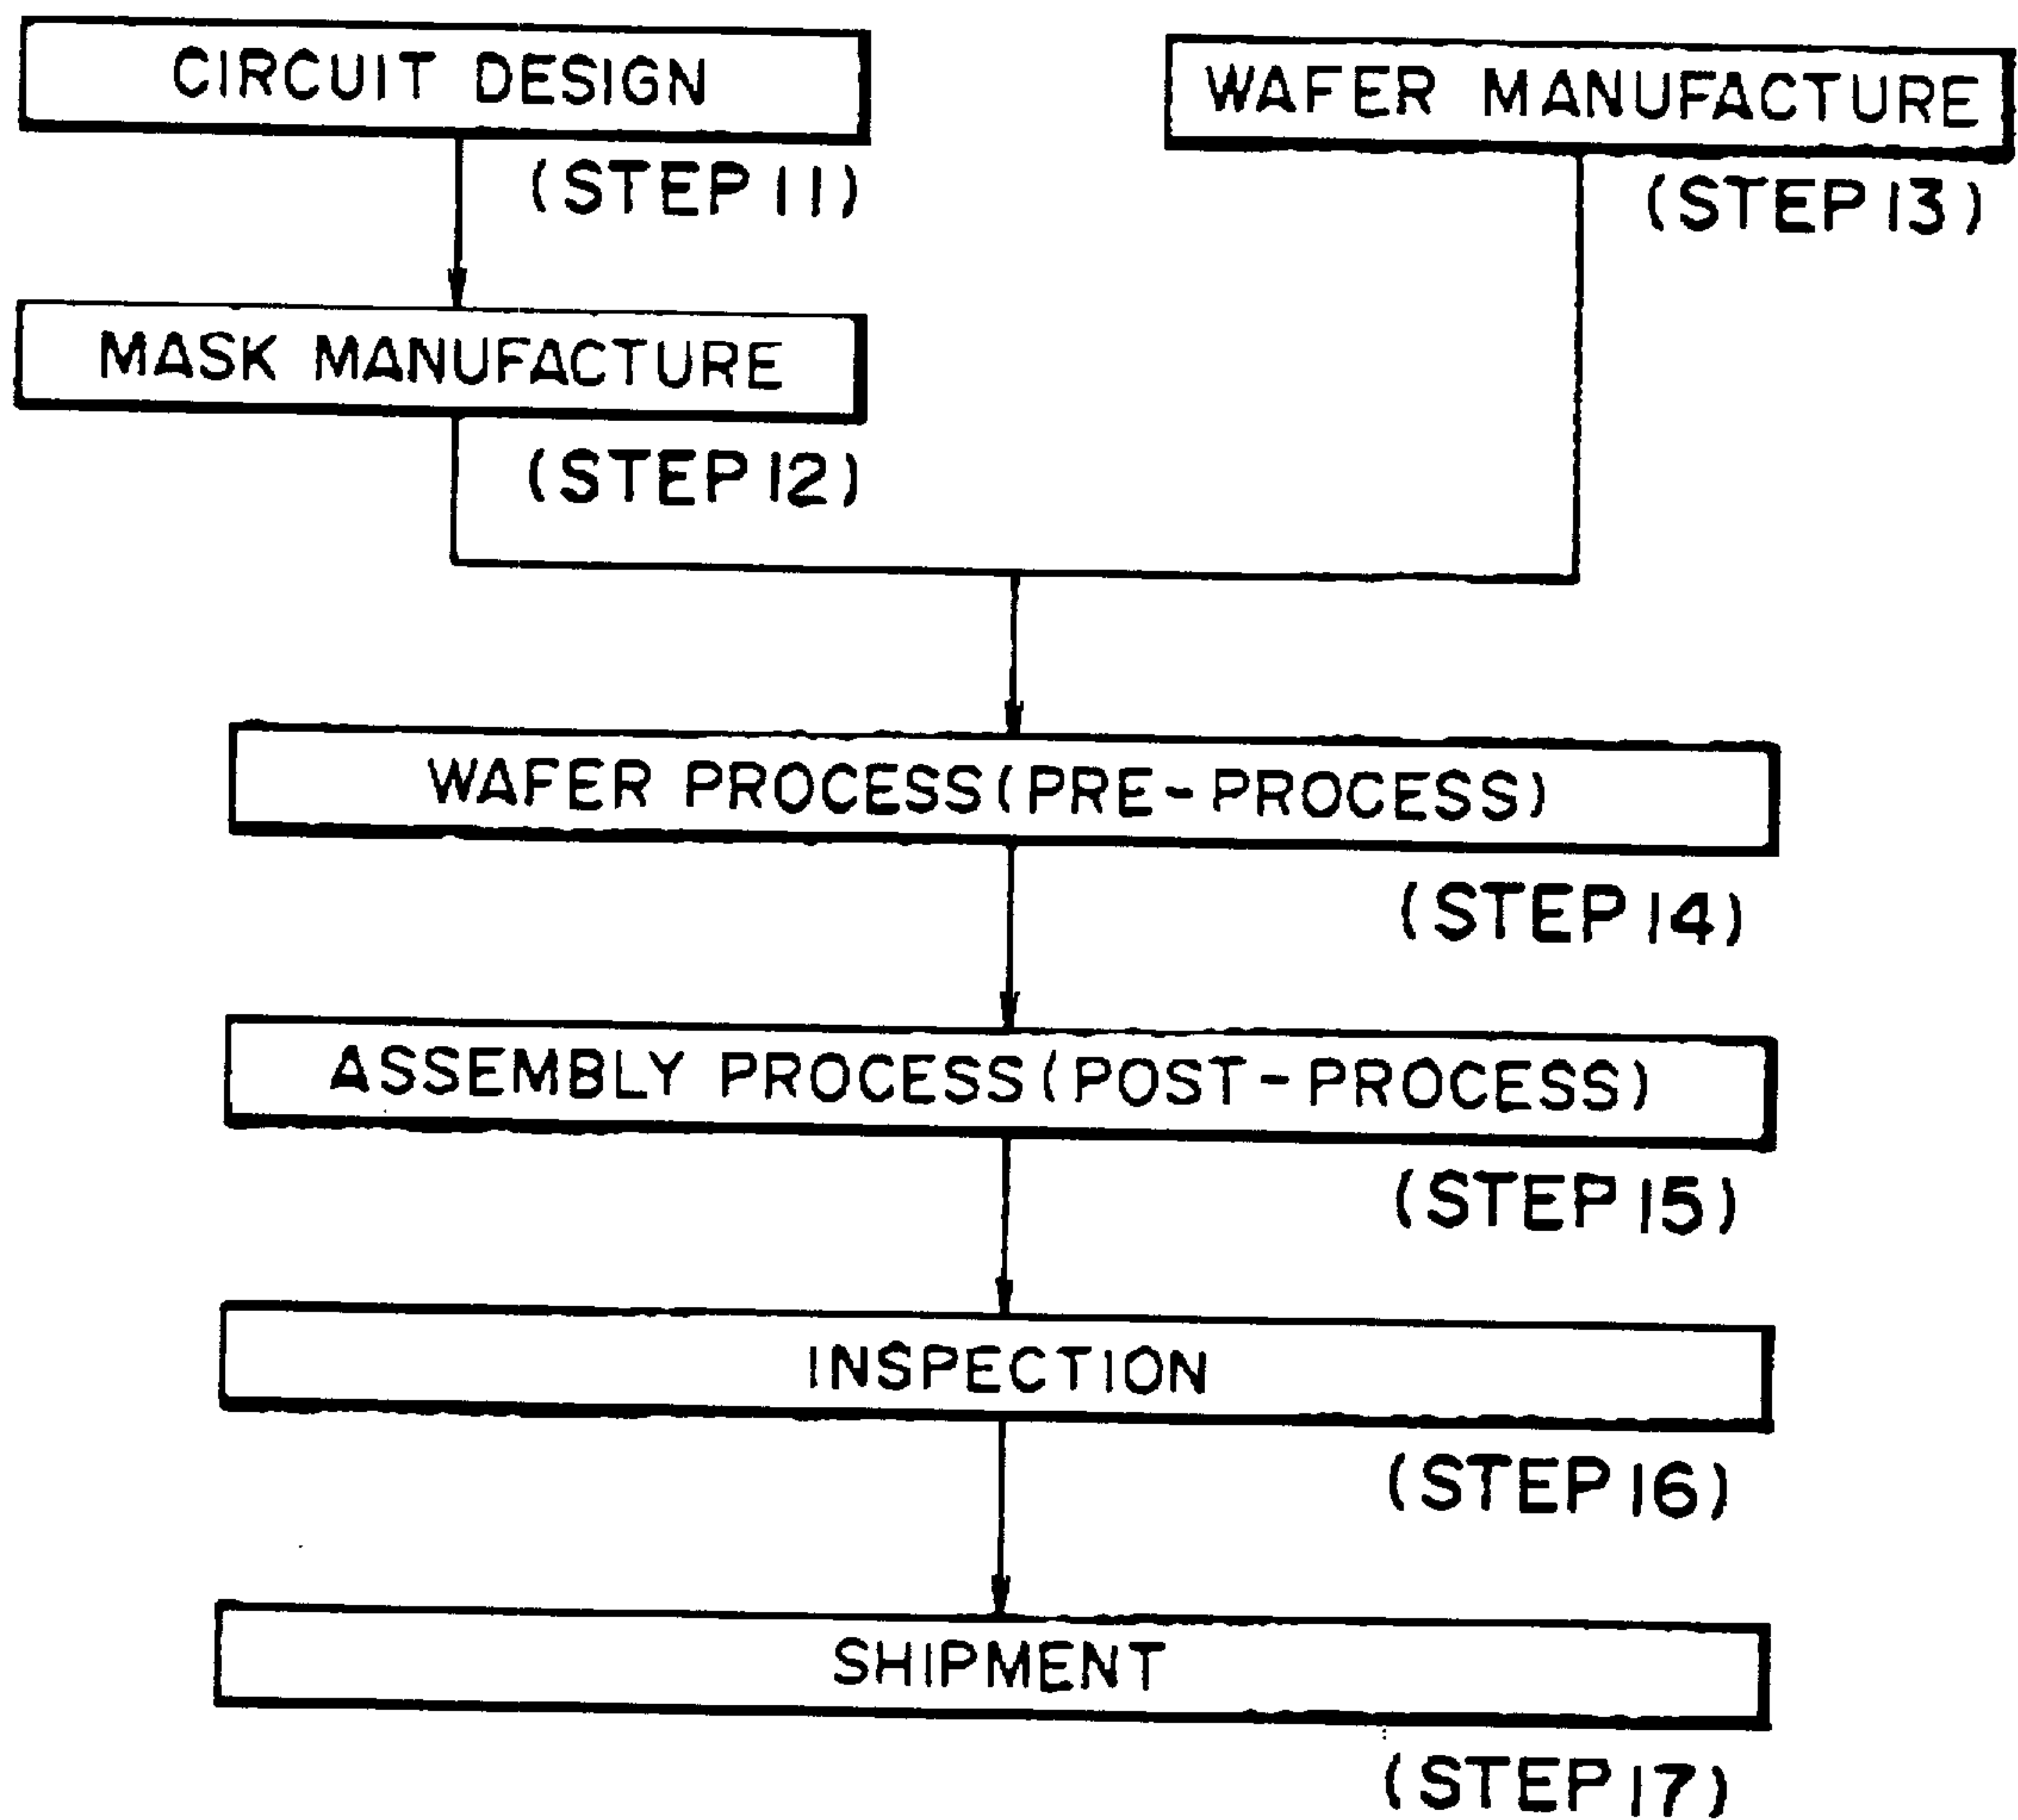 CIRCUIT DESIGN
(STEP 11)
WAFER MANUFACTURE
(STEP 13)
MASK MANUFACTURE
(STEP 12)
WAFER PROCESS (PRE-PROCESS)
(STEP 14)
ASSEMBLY PROCESS (POST-PROCESS)
(STEP 15)
INSPECTION
(STEP 16)
SHIPMENT
(STEP 17)